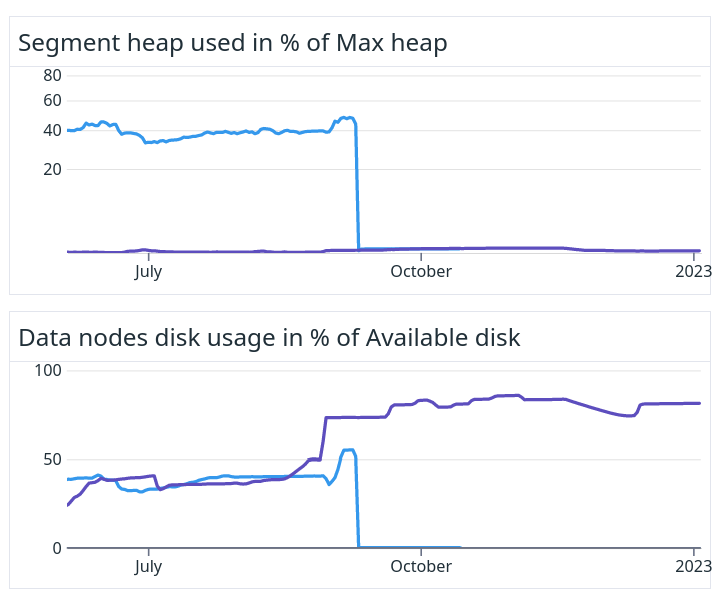 Segment heap used in % of Max heap
80
60
40
20
July October 2023
Data nodes disk usage in % of Available disk
100
50
0
July October 2023